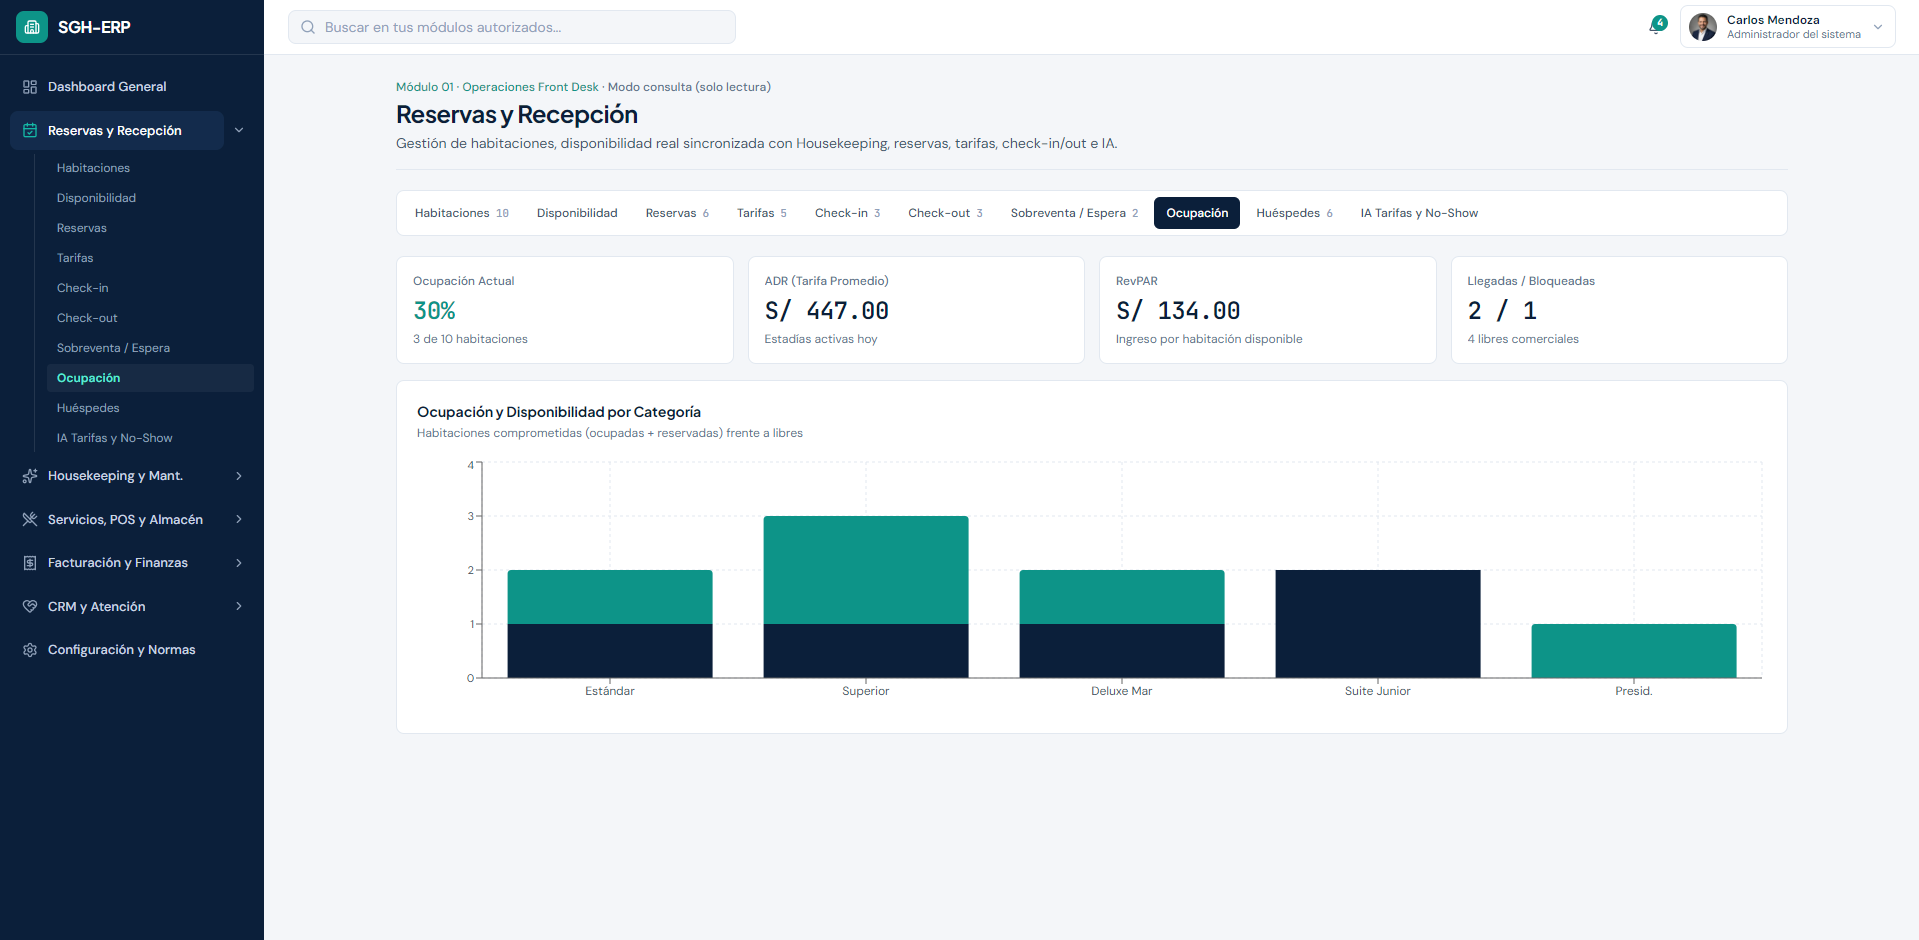 SGH-ERP
Buscar en tus módulos autorizados...
4
Carlos Mendoza
Administrador del sistema
Dashboard General
Reservas y Recepción
Habitaciones
Disponibilidad
Reservas
Tarifas
Check-in
Check-out
Sobreventa / Espera
Ocupación
Huéspedes
IA Tarifas y No-Show
Housekeeping y Mant.
Servicios, POS y Almacén
Facturación y Finanzas
CRM y Atención
Configuración y Normas
Módulo 01 · Operaciones Front Desk · Modo consulta (solo lectura)
Reservas y Recepción
Gestión de habitaciones, disponibilidad real sincronizada con Housekeeping, reservas, tarifas, check-in/out e IA.
Habitaciones 10 Disponibilidad Reservas 6 Tarifas 5 Check-in 3 Check-out 3 Sobreventa / Espera 2 Ocupación Huéspedes 6 IA Tarifas y No-Show
Ocupación Actual
30%
3 de 10 habitaciones
ADR (Tarifa Promedio)
S/ 447.00
Estadías activas hoy
RevPAR
S/ 134.00
Ingreso por habitación disponible
Llegadas / Bloqueadas
2 / 1
4 libres comerciales
Ocupación y Disponibilidad por Categoría
Habitaciones comprometidas (ocupadas + reservadas) frente a libres
4
3
2
1
0
Estándar Superior Deluxe Mar Suite Junior Presid.